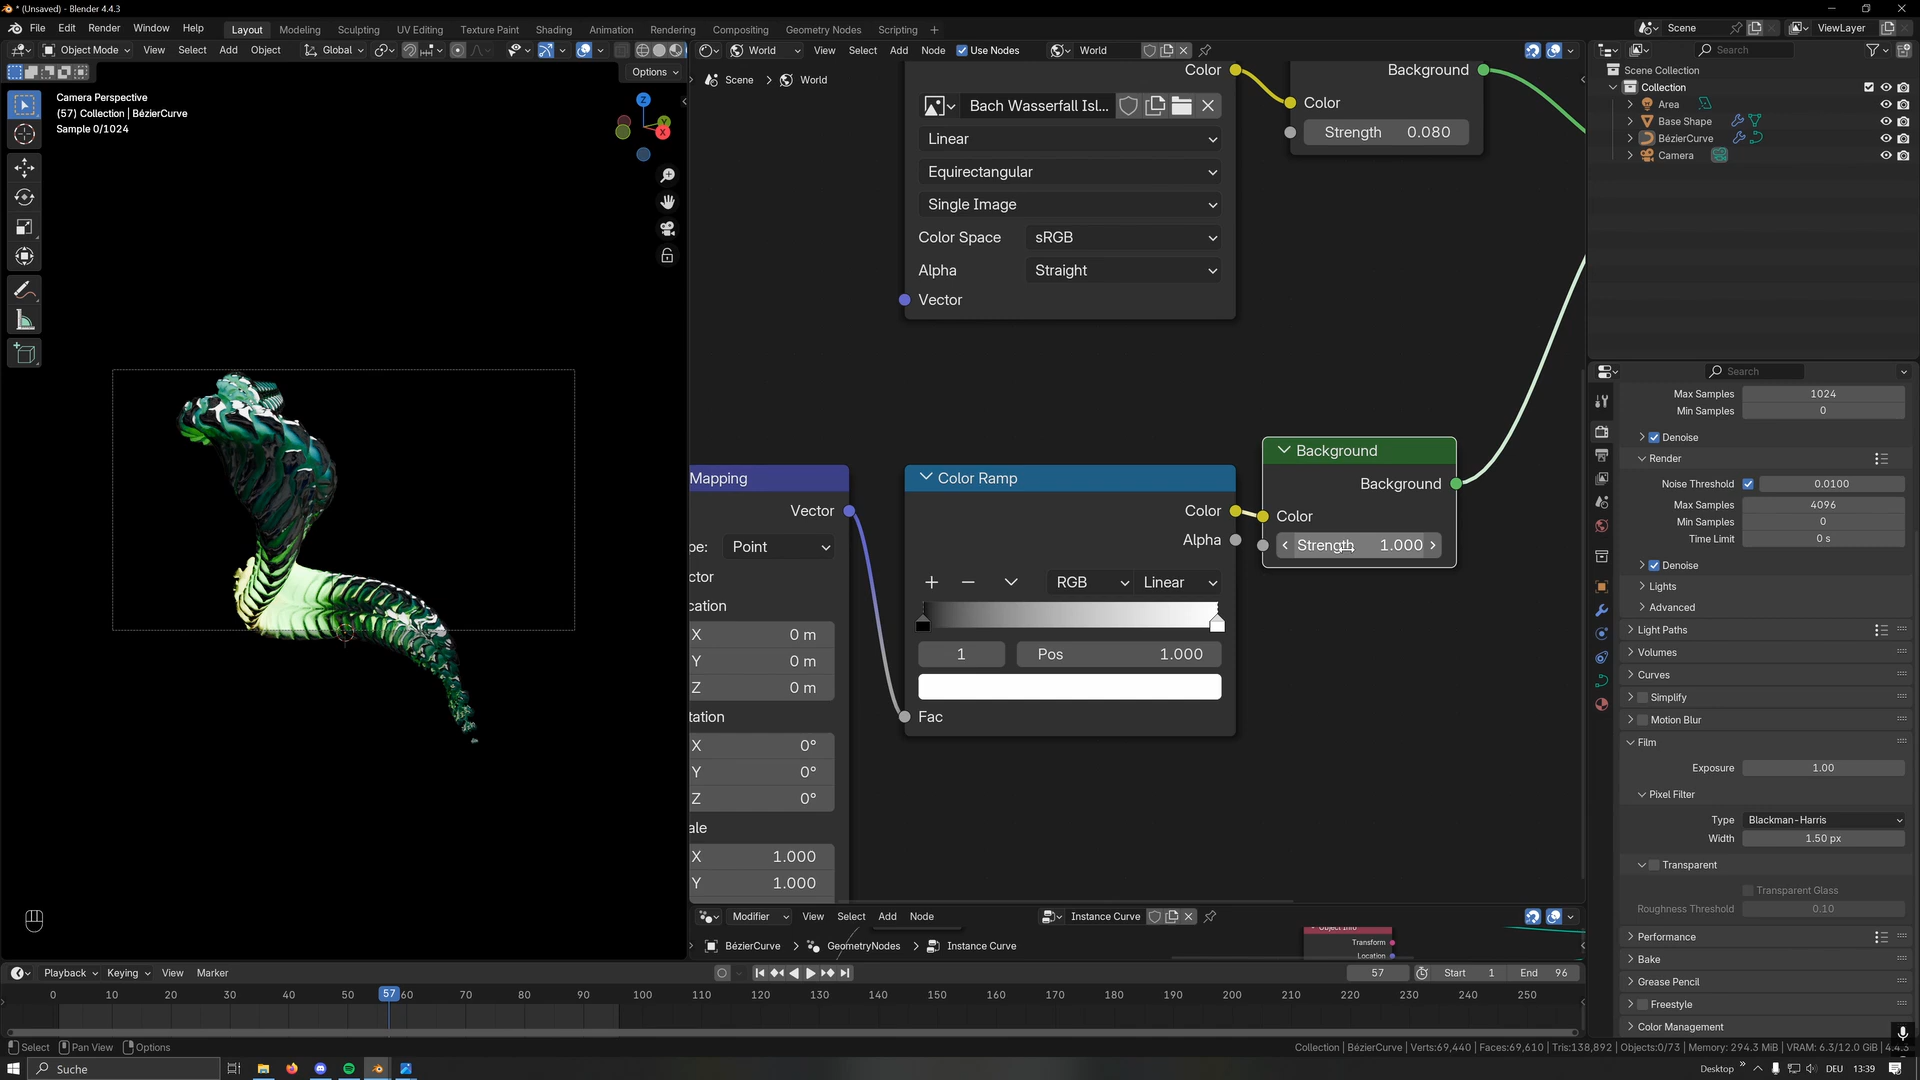 * (Unsaved) - Blender 4.4.3
File Edit Render Window Help Layout Modeling Sculpting UV Editing Texture Paint Shading Animation Rendering Compositing Geometry Nodes Scripting + Scene ViewLayer
Object Mode View Select Add Object Global World View Select Add Node Use Nodes World Search
Options
Scene > World
Camera Perspective
(57) Collection | BézierCurve
Sample 0/1024
Z
Y
X
Color
Bach Wasserfall Isl...
Linear
Equirectangular
Single Image
Color Space sRGB
Alpha Straight
Vector
Background
Color
Strength 0.080
Mapping
Vector
pe: Point
ctor
cation
X 0 m
Y 0 m
Z 0 m
tation
X 0°
Y 0°
Z 0°
ale
X 1.000
Y 1.000
Color Ramp
Color
Alpha
RGB Linear
1 Pos 1.000
Fac
Background
Background
Color
Strength 1.000
Scene Collection
Collection
Area
Base Shape
BézierCurve
Camera
Search
Max Samples 1024
Min Samples 0
Denoise
Render
Noise Threshold 0.0100
Max Samples 4096
Min Samples 0
Time Limit 0 s
Denoise
Lights
Advanced
Light Paths
Volumes
Curves
Simplify
Motion Blur
Film
Exposure 1.00
Pixel Filter
Type Blackman-Harris
Width 1.50 px
Transparent
Transparent Glass
Roughness Threshold 0.10
Performance
Bake
Grease Pencil
Freestyle
Color Management
Modifier View Select Add Node Instance Curve
BézierCurve > GeometryNodes > Instance Curve
Object Info
Transform
Location
Playback Keying View Marker 57 Start 1 End 96
0 10 20 30 40 50 57 60 70 80 90 100 110 120 130 140 150 160 170 180 190 200 210 220 230 240 250
Select Pan View Options
Collection | BézierCurve | Verts:69,440 | Faces:69,610 | Tris:138,892 | Objects:0/73 | Memory: 294.3 MiB | VRAM: 6.3/12.0 GiB | 4.4.3
Suche Desktop DEU 13:39